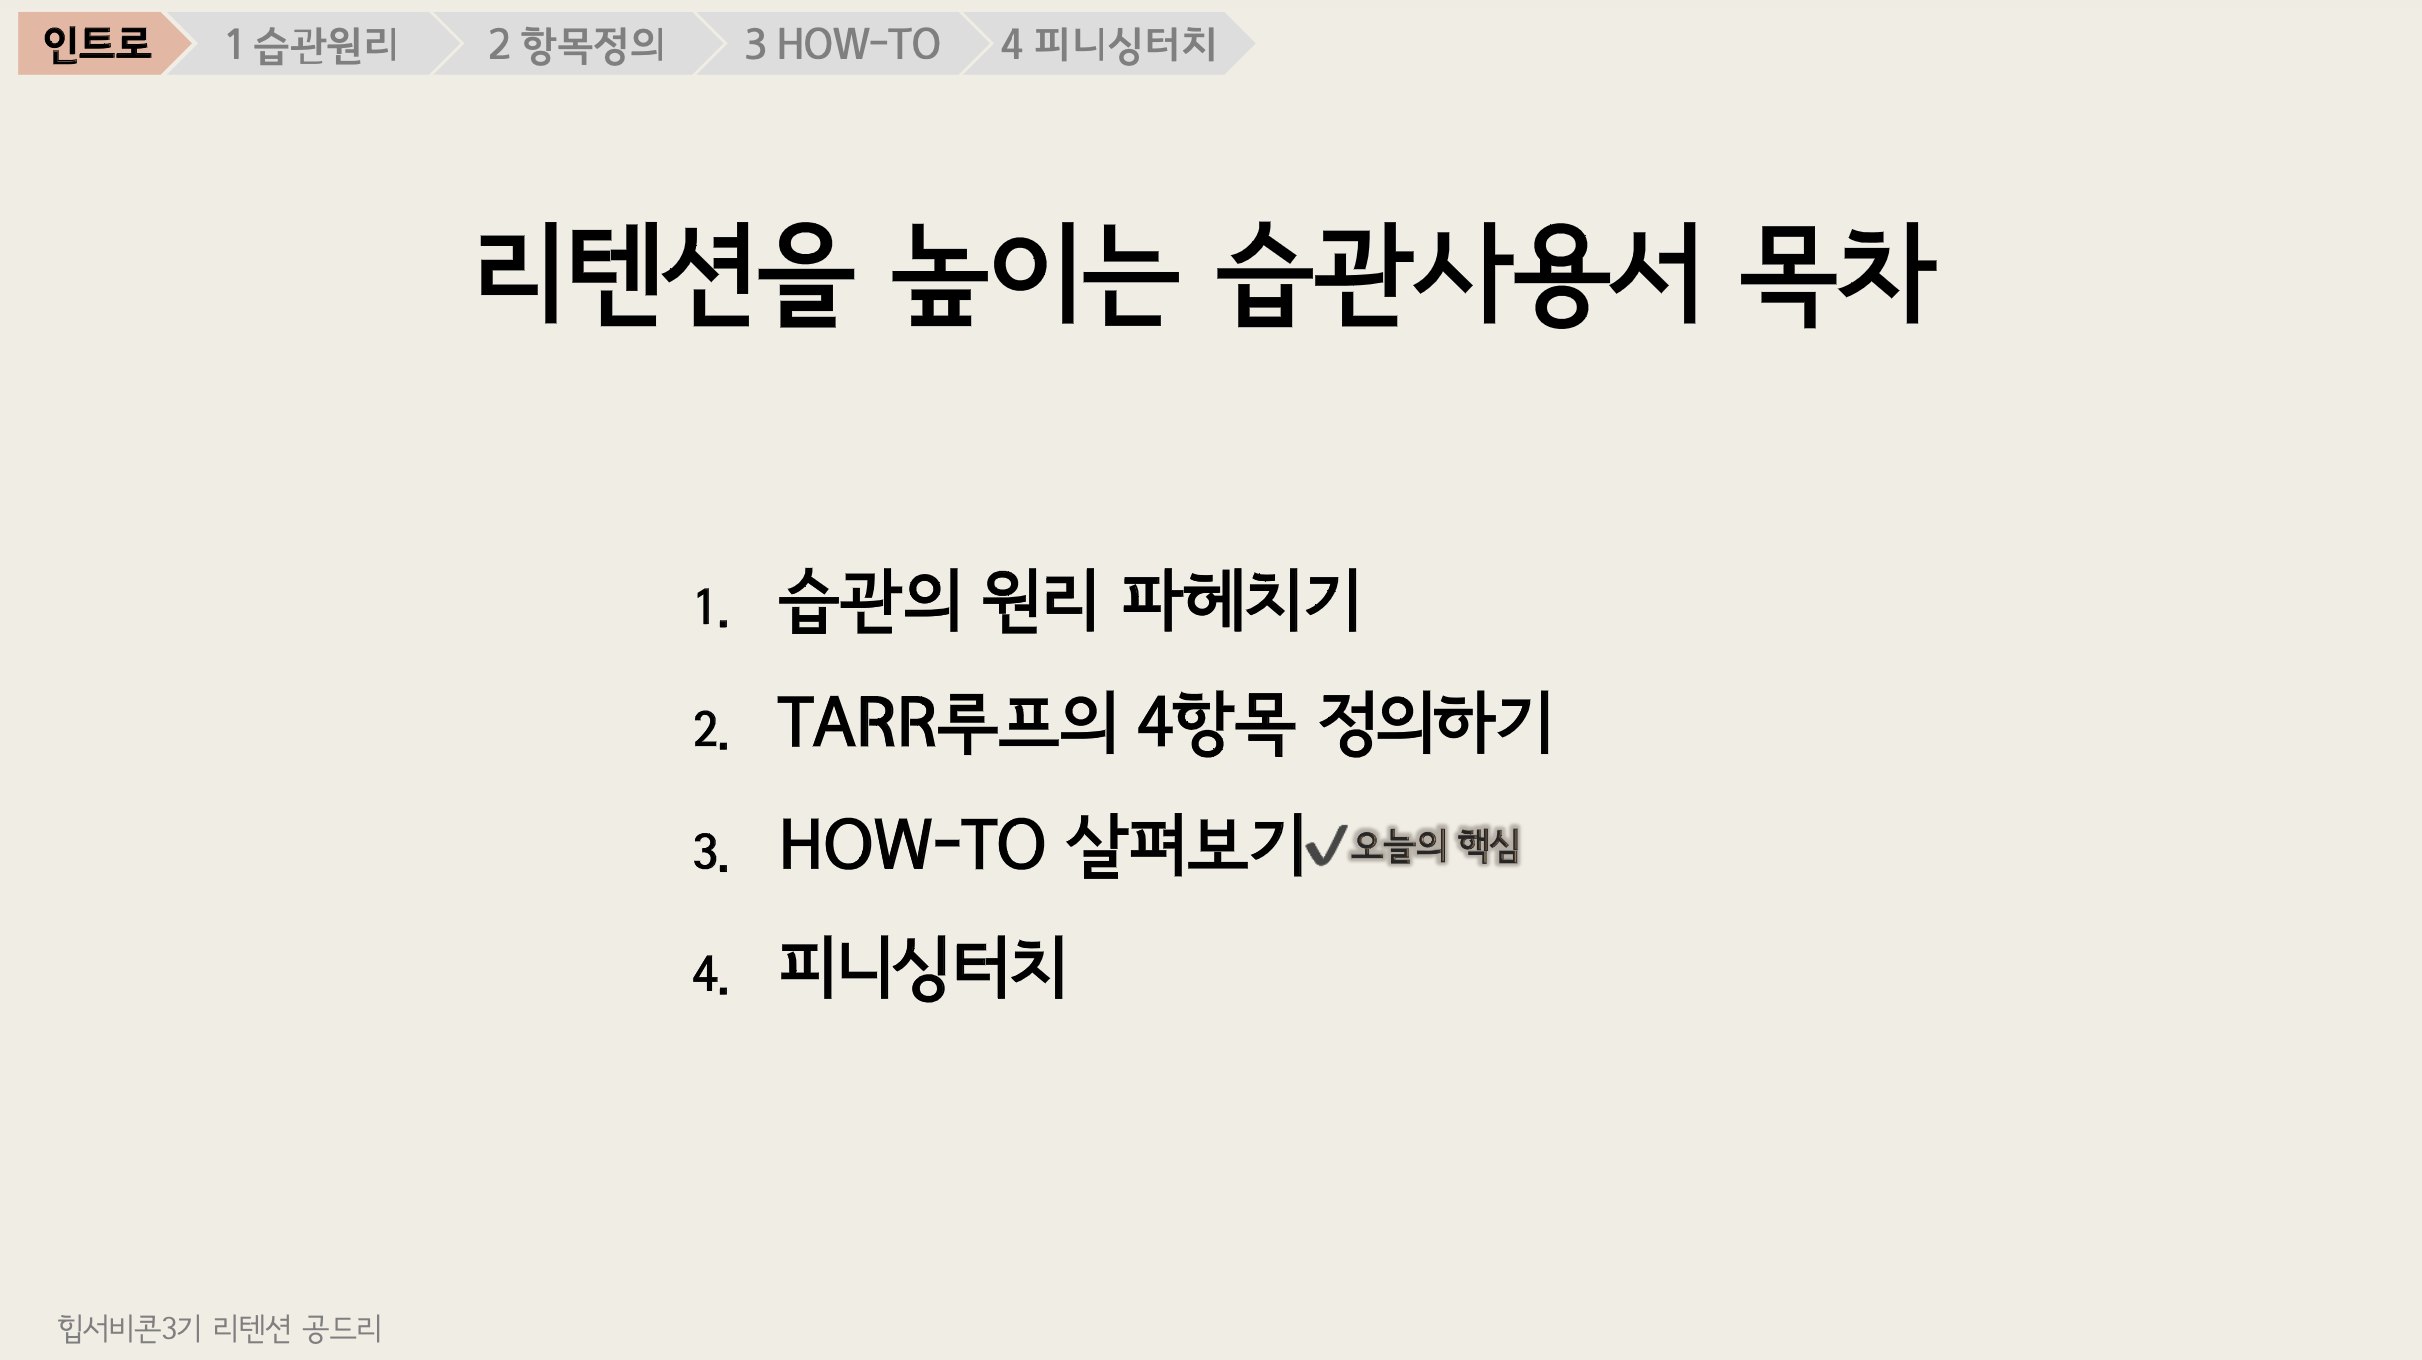 인트로 1 습관원리 2 항목정의 3 HOW-TO 4 피니싱터치
리텐션을 높이는 습관사용서 목차
1. 습관의 원리 파헤치기
2. TARR루프의 4항목 정의하기
3. HOW-TO 살펴보기✔오늘의 핵심
4. 피니싱터치
힙서비콘3기 리텐션 공드리